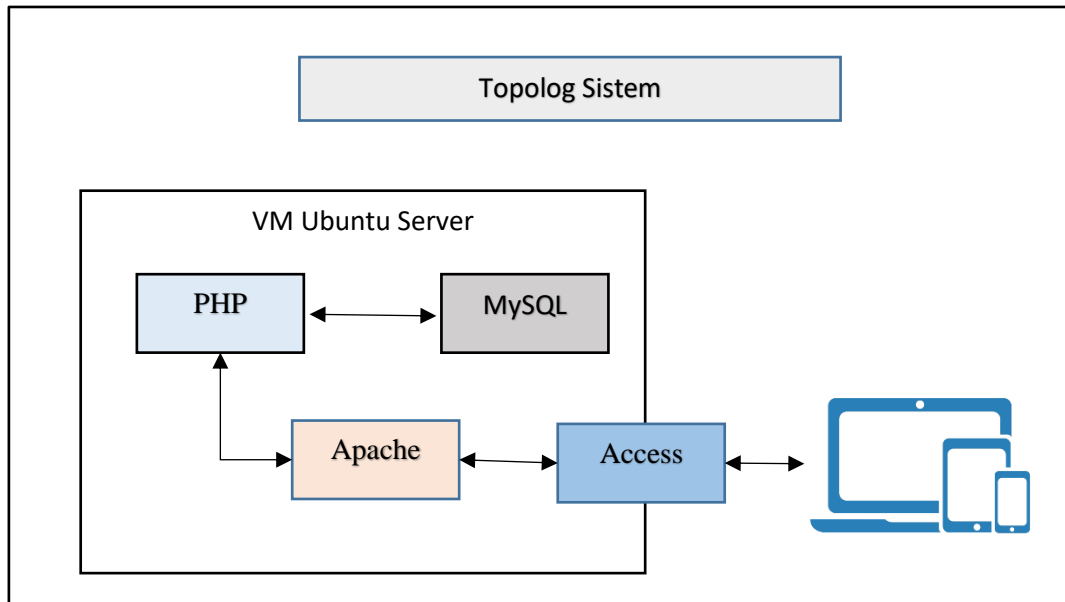 Topolog Sistem
VM Ubuntu Server
PHP
MySQL
Apache
Access